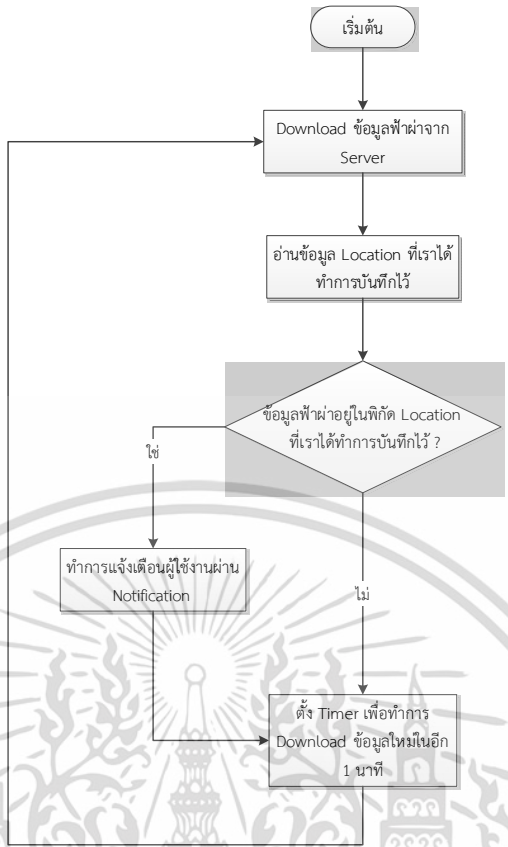 เริ่มต้น
Download ข้อมูลฟ้าผ่าจาก
Server
อ่านข้อมูล Location ที่เราได้
ทำการบันทึกไว้
ข้อมูลฟ้าผ่าอยู่ในพิกัด Location
ที่เราได้ทำการบันทึกไว้ ?
ใช่
ทำการแจ้งเตือนผู้ใช้งานผ่าน
Notification
ไม่
ตั้ง Timer เพื่อทำการ
Download ข้อมูลใหม่ในอีก
1 นาที